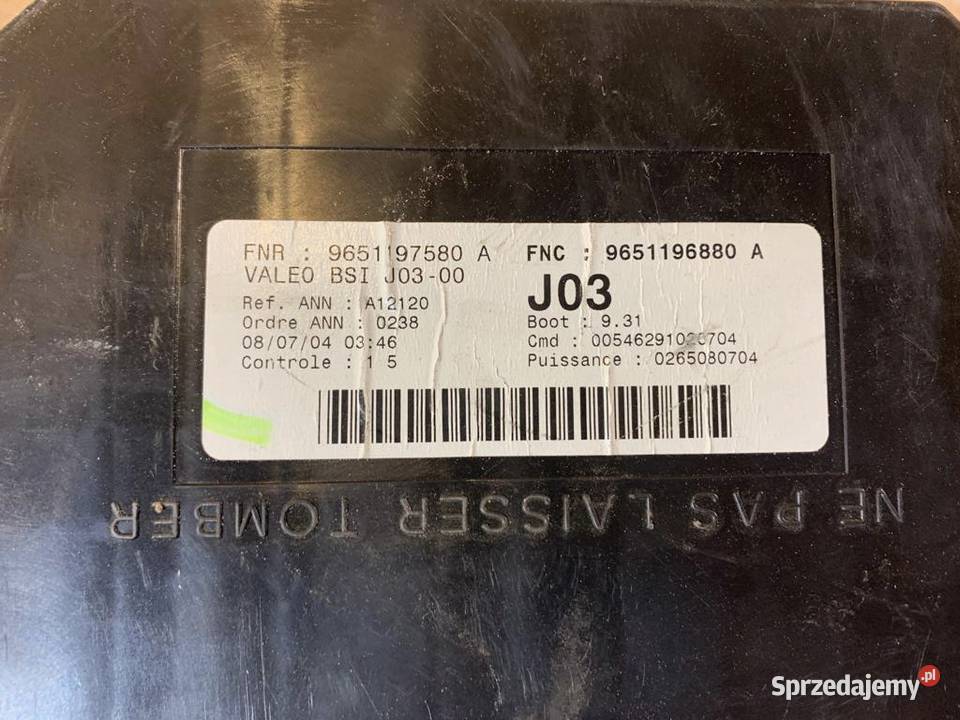 FNR : 9651197580 A
FNC : 9651196880 A
VALEO BSI J03-00
J03
Ref. ANN : A12120
Ordre ANN : 0238
Boot : 9.31
08/07/04 03:46
Cmd : 00546291020704
Controle : 1 5
Puissance : 0265080704
NE PAS LAISSER TOMBER
Sprzedajemy.pl